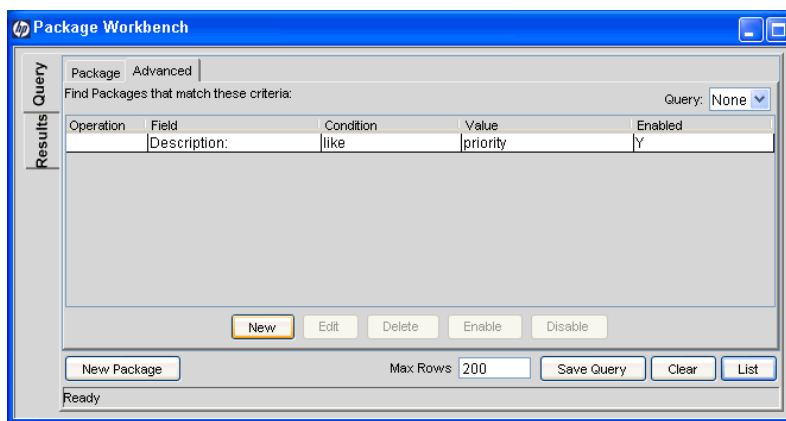 hp Package Workbench
Query
Results
Package Advanced
Find Packages that match these criteria:
Query: None
Operation Field Condition Value Enabled
Description: like priority Y
New Edit Delete Enable Disable
New Package Max Rows 200 Save Query Clear List
Ready